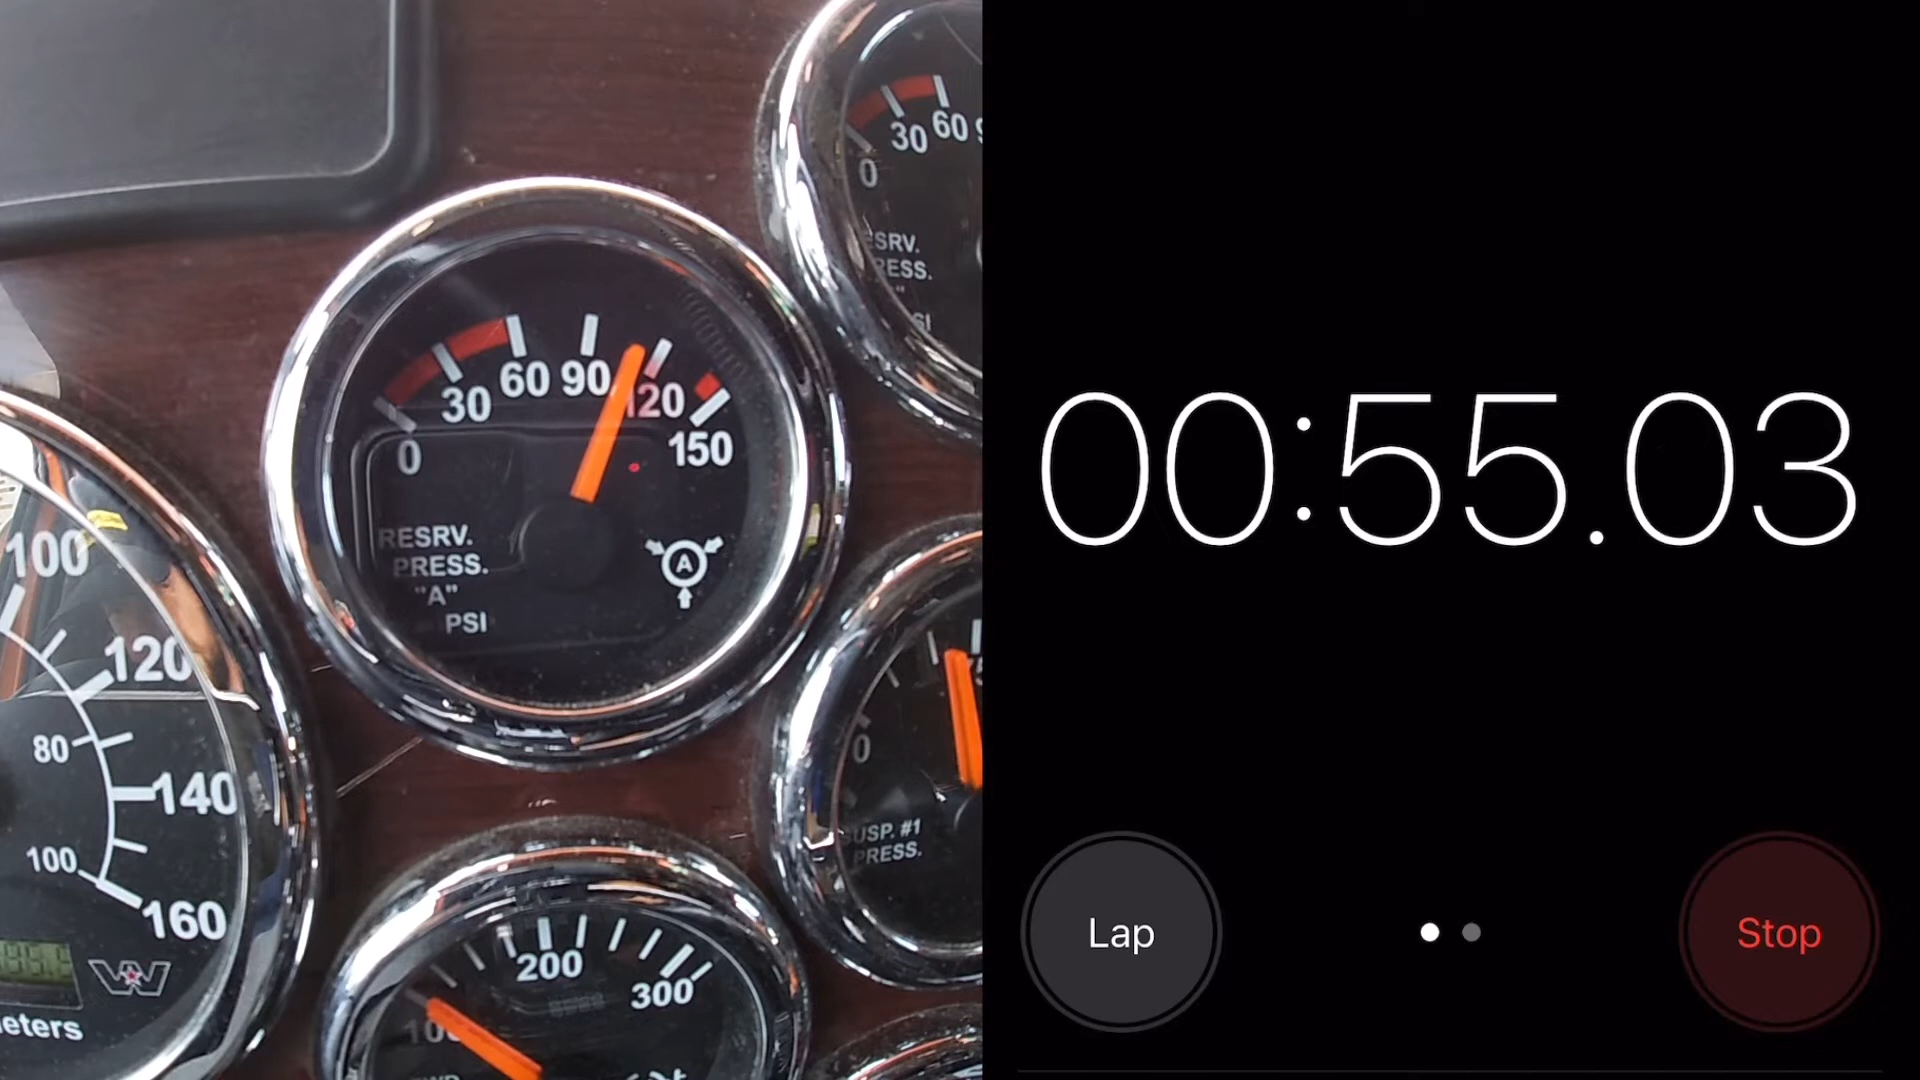 30 60
0
RESRV.
PRESS.
30 60 90 120
0 150
RESRV.
PRESS.
"A"
PSI
A
100
120
80
140
100
160
0
SUSP. #1
PRESS.
200
300
00:55.03
Lap
Stop